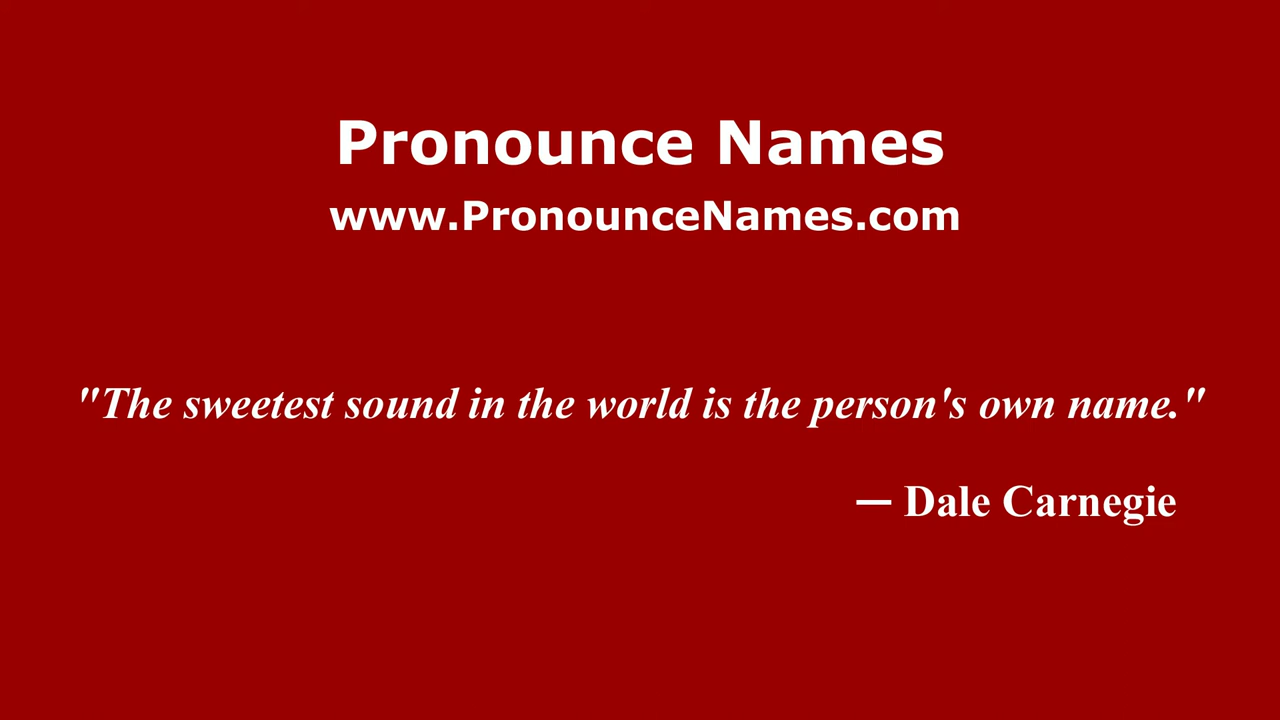 Pronounce Names
www.PronounceNames.com
"The sweetest sound in the world is the person's own name."
— Dale Carnegie